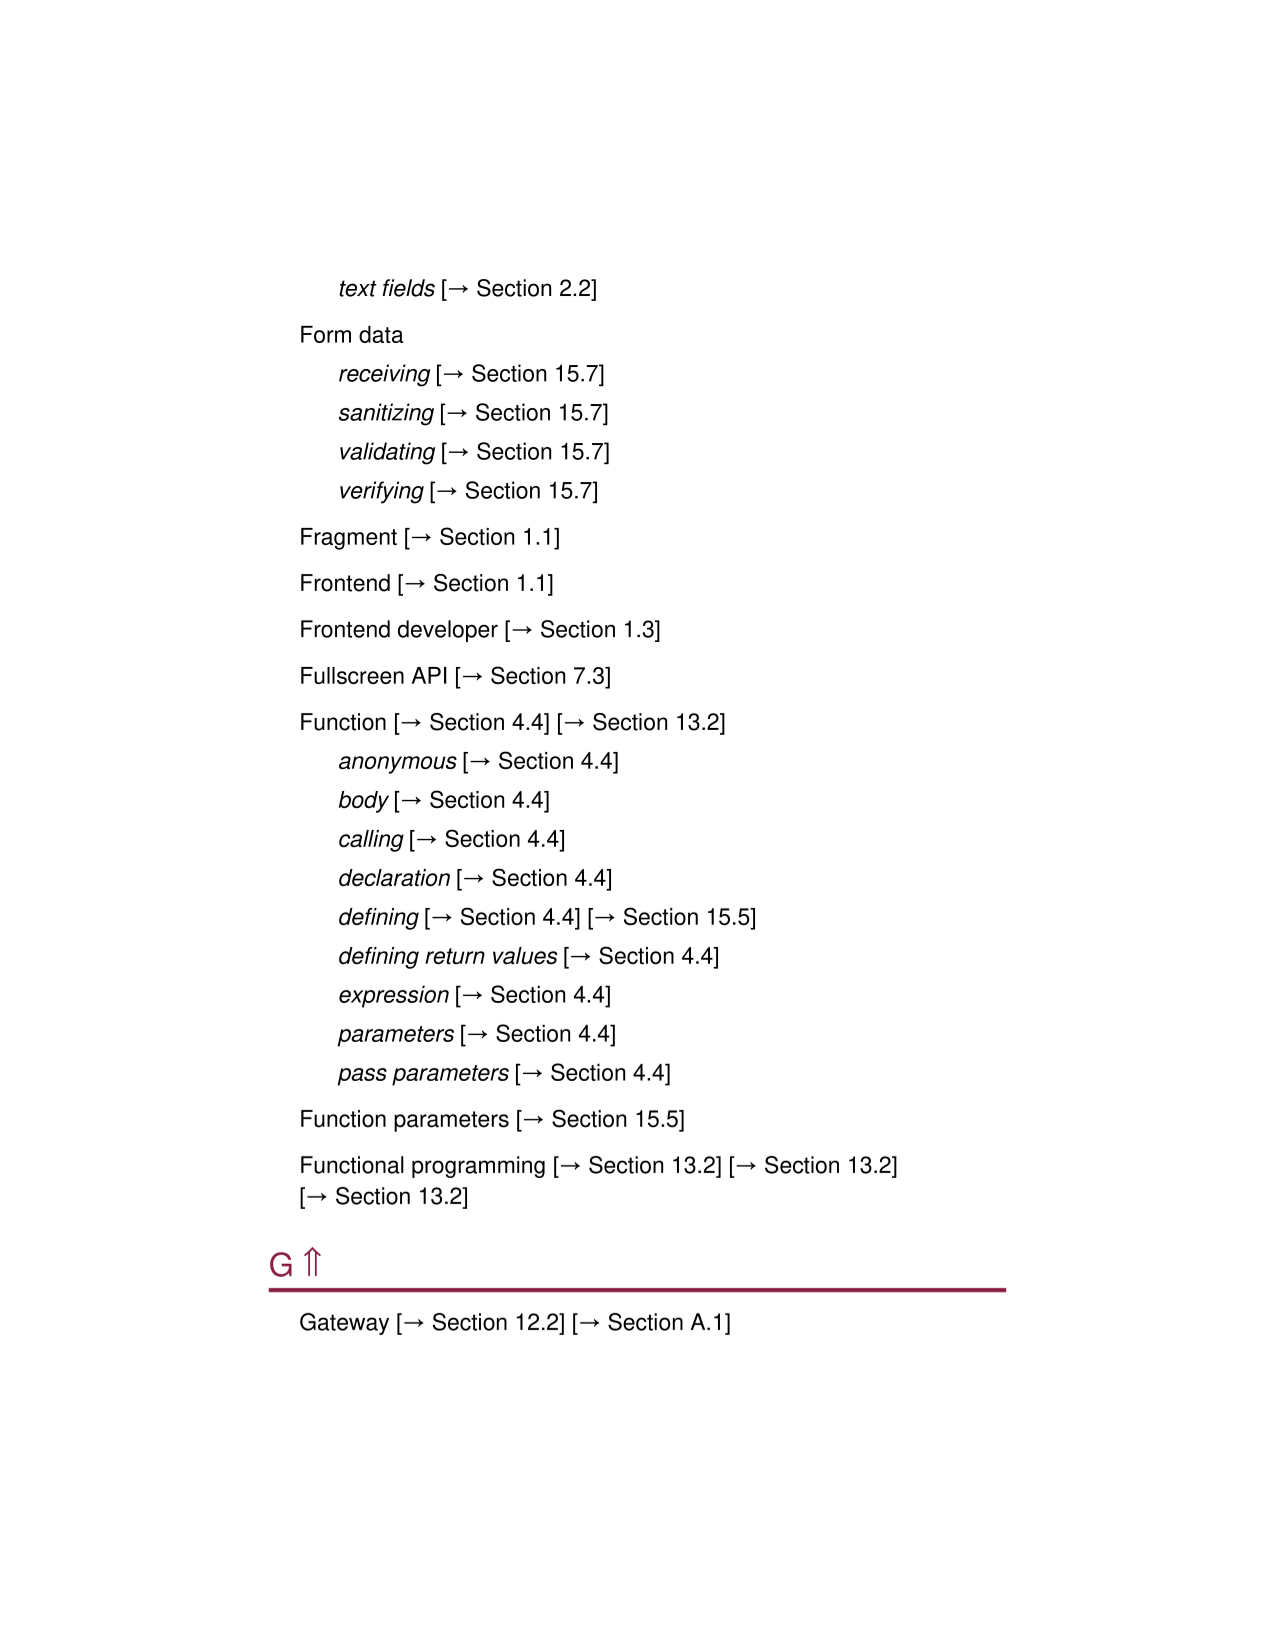 text fields [→ Section 2.2]
Form data
receiving [→ Section 15.7]
sanitizing [→ Section 15.7]
validating [→ Section 15.7]
verifying [→ Section 15.7]
Fragment [→ Section 1.1]
Frontend [→ Section 1.1]
Frontend developer [→ Section 1.3]
Fullscreen API [→ Section 7.3]
Function [→ Section 4.4] [→ Section 13.2]
anonymous [→ Section 4.4]
body [→ Section 4.4]
calling [→ Section 4.4]
declaration [→ Section 4.4]
defining [→ Section 4.4] [→ Section 15.5]
defining return values [→ Section 4.4]
expression [→ Section 4.4]
parameters [→ Section 4.4]
pass parameters [→ Section 4.4]
Function parameters [→ Section 15.5]
Functional programming [→ Section 13.2] [→ Section 13.2]
[→ Section 13.2]
G ⇑
Gateway [→ Section 12.2] [→ Section A.1]